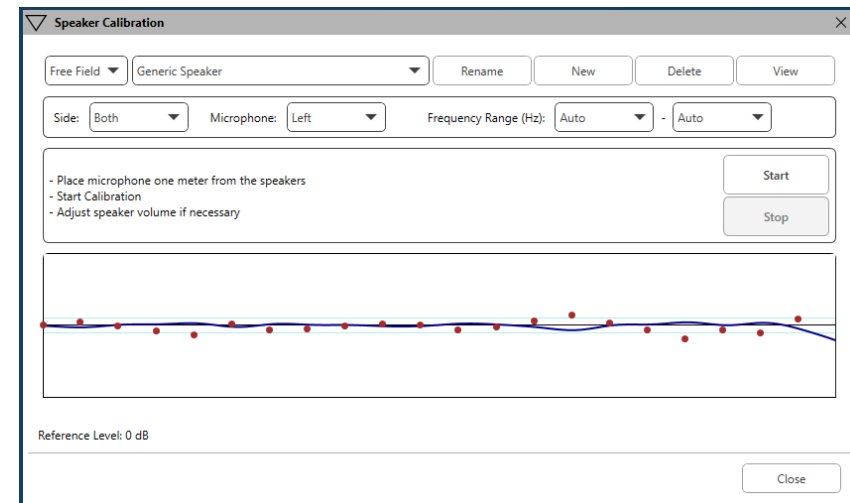 Speaker Calibration
Free Field Generic Speaker Rename New Delete View
Side: Both Microphone: Left Frequency Range (Hz): Auto - Auto
- Place microphone one meter from the speakers
- Start Calibration
- Adjust speaker volume if necessary
Start
Stop
Reference Level: 0 dB
Close